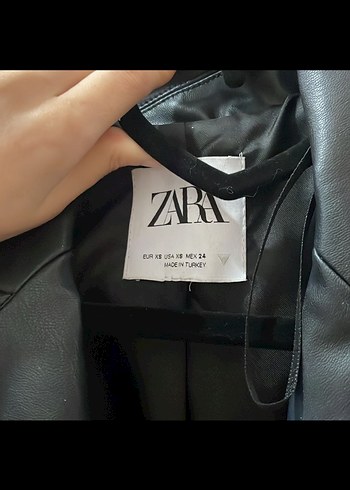 ZARA
EUR XS USA XS MEX 24
MADE IN TURKEY